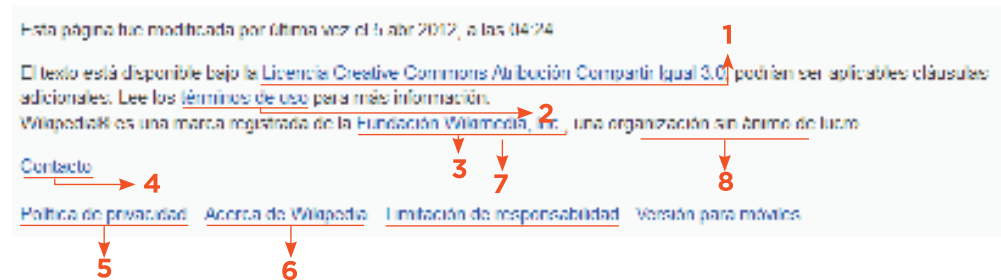 Esta página fue modificada por última vez el 5 abr 2012, a las 04:24
1
El texto está disponible bajo la Licencia Creative Commons Atribución Compartir Igual 3.0; podrían ser aplicables cláusulas
adicionales. Lee los términos de uso para más información.
2
Wikipedia® es una marca registrada de la Fundación Wikimedia, Inc., una organización sin ánimo de lucro
3 7 8
Contacto
4
Política de privacidad Acerca de Wikipedia Limitación de responsabilidad Versión para móviles
5 6